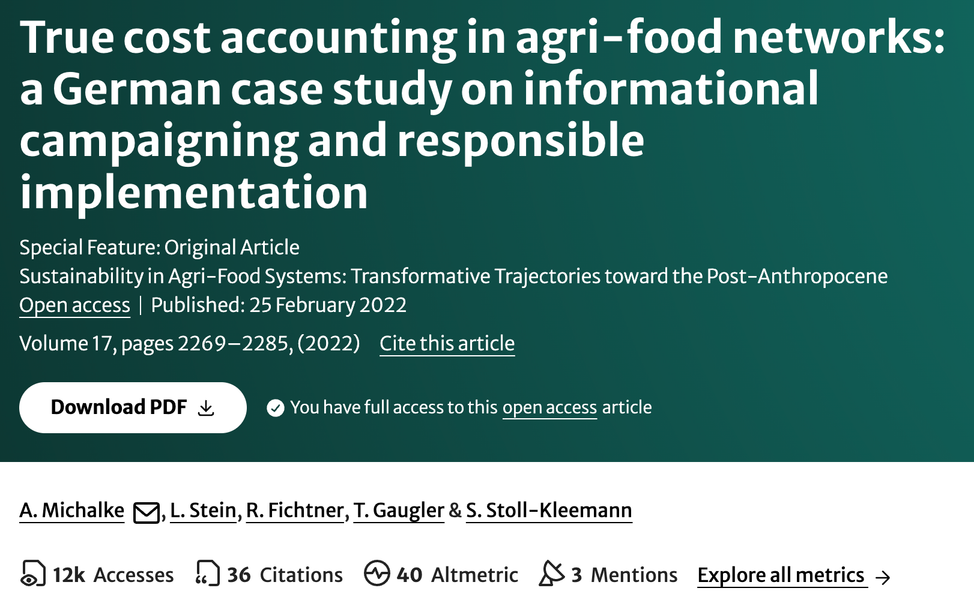 True cost accounting in agri-food networks:
a German case study on informational
campaigning and responsible
implementation
Special Feature: Original Article
Sustainability in Agri-Food Systems: Transformative Trajectories toward the Post-Anthropocene
Open access | Published: 25 February 2022
Volume 17, pages 2269–2285, (2022) Cite this article
Download PDF You have full access to this open access article
A. Michalke , L. Stein, R. Fichtner, T. Gaugler & S. Stoll-Kleemann
12k Accesses 36 Citations 40 Altmetric 3 Mentions Explore all metrics →